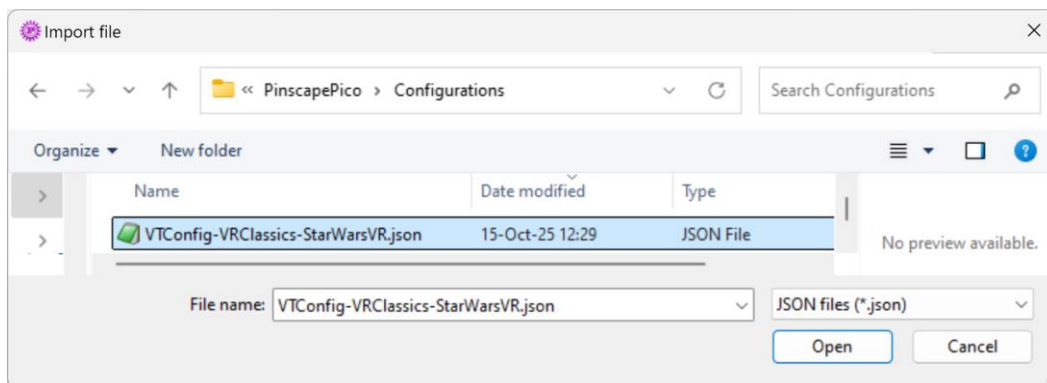 Import file
« PinscapePico > Configurations
Search Configurations
Organize
New folder
Name Date modified Type
VTConfig-VRClassics-StarWarsVR.json 15-Oct-25 12:29 JSON File
No preview available.
File name: VTConfig-VRClassics-StarWarsVR.json JSON files (*.json)
Open Cancel